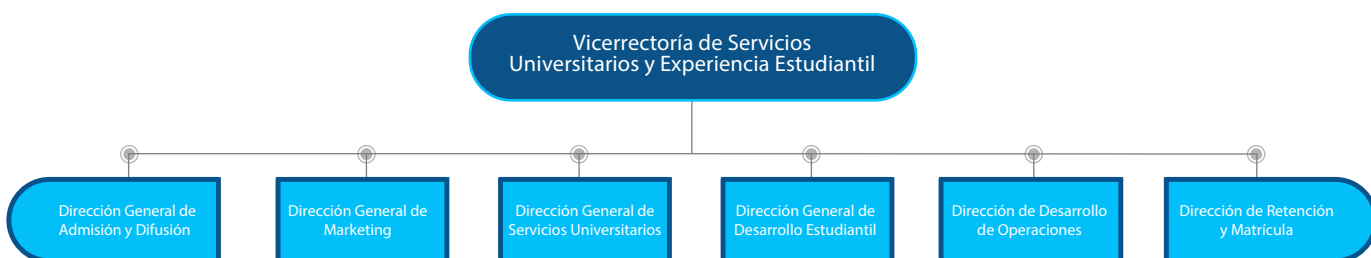 Vicerrectoría de Servicios
Universitarios y Experiencia Estudiantil
Dirección General de
Admisión y Difusión
Dirección General de
Marketing
Dirección General de
Servicios Universitarios
Dirección General de
Desarrollo Estudiantil
Dirección de Desarrollo
de Operaciones
Dirección de Retención
y Matrícula